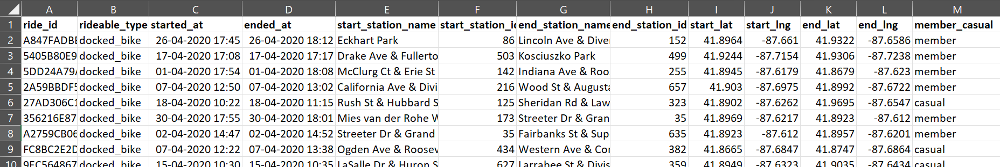 A B C D E F G H I J K L M
1 ride_id rideable_type started_at ended_at start_station_name start_station_id end_station_name end_station_id start_lat start_lng end_lat end_lng member_casual
2 A847FADBE docked_bike 26-04-2020 17:45 26-04-2020 18:12 Eckhart Park 86 Lincoln Ave & Dive 152 41.8964 -87.661 41.9322 -87.6586 member
3 5405B80E9 docked_bike 17-04-2020 17:08 17-04-2020 17:17 Drake Ave & Fullerto 503 Kosciuszko Park 499 41.9244 -87.7154 41.9306 -87.7238 member
4 5DD24A79A docked_bike 01-04-2020 17:54 01-04-2020 18:08 McClurg Ct & Erie St 142 Indiana Ave & Roo 255 41.8945 -87.6179 41.8679 -87.623 member
5 2A59BBDF5 docked_bike 07-04-2020 12:50 07-04-2020 13:02 California Ave & Divi 216 Wood St & Augusta 657 41.903 -87.6975 41.8992 -87.6722 member
6 27AD306C1 docked_bike 18-04-2020 10:22 18-04-2020 11:15 Rush St & Hubbard S 125 Sheridan Rd & Law 323 41.8902 -87.6262 41.9695 -87.6547 casual
7 356216E87 docked_bike 30-04-2020 17:55 30-04-2020 18:01 Mies van der Rohe W 173 Streeter Dr & Gran 35 41.8969 -87.6217 41.8923 -87.612 member
8 A2759CB06 docked_bike 02-04-2020 14:47 02-04-2020 14:52 Streeter Dr & Grand 35 Fairbanks St & Sup 635 41.8923 -87.612 41.8957 -87.6201 member
9 FC8BC2E2D docked_bike 07-04-2020 12:22 07-04-2020 13:38 Ogden Ave & Roosev 434 Western Ave & Con 382 41.8665 -87.6847 41.8747 -87.6864 casual
10 9EC564867 docked_bike 15-04-2020 10:30 15-04-2020 10:35 LaSalle Dr & Huron S 627 Larrabee St & Divis 359 41.8949 -87.6323 41.9035 -87.6434 casual